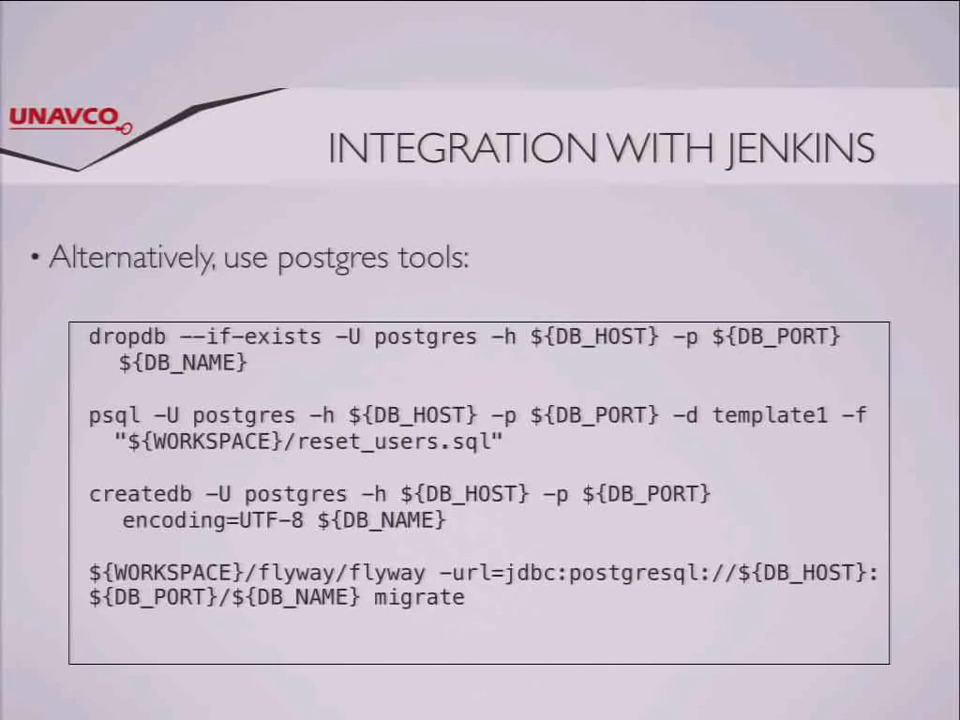 UNAVCO
INTEGRATION WITH JENKINS
• Alternatively, use postgres tools:
dropdb --if-exists -U postgres -h ${DB_HOST} -p ${DB_PORT}
${DB_NAME}
psql -U postgres -h ${DB_HOST} -p ${DB_PORT} -d template1 -f
"${WORKSPACE}/reset_users.sql"
createdb -U postgres -h ${DB_HOST} -p ${DB_PORT}
encoding=UTF-8 ${DB_NAME}
${WORKSPACE}/flyway/flyway -url=jdbc:postgresql://${DB_HOST}:
${DB_PORT}/${DB_NAME} migrate